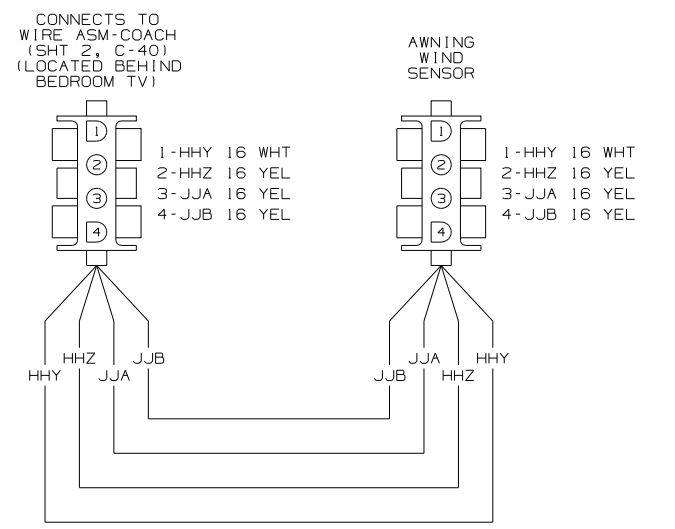 CONNECTS TO
WIRE ASM-COACH
(SHT 2, C-40)
(LOCATED BEHIND
BEDROOM TV)
1
2
3
4
1-HHY 16 WHT
2-HHZ 16 YEL
3-JJA 16 YEL
4-JJB 16 YEL
AWNING
WIND
SENSOR
1
2
3
4
1-HHY 16 WHT
2-HHZ 16 YEL
3-JJA 16 YEL
4-JJB 16 YEL
HHY
HHZ
JJA
JJB
JJB
JJA
HHZ
HHY